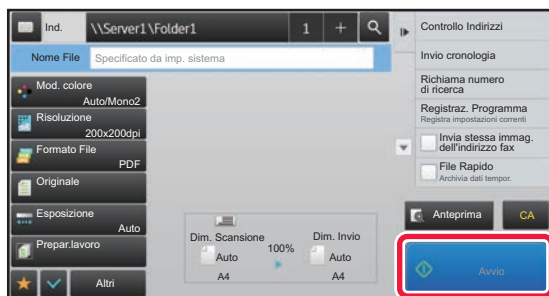 Ind.
\\Server1\Folder1
1
+
Nome File
Specificato da imp. sistema
Mod. colore
Auto/Mono2
Risoluzione
200x200dpi
Formato File
PDF
Originale
Esposizione
Auto
Prepar.lavoro
Altri
Dim. Scansione
100%
Dim. Invio
Auto
Auto
A4
A4
Controllo Indirizzi
Invio cronologia
Richiama numero
di ricerca
Registraz. Programma
Registra impostazioni correnti
Invia stessa immag.
dell'indirizzo fax
File Rapido
Archivia dati tempor.
Anteprima
CA
Avvio